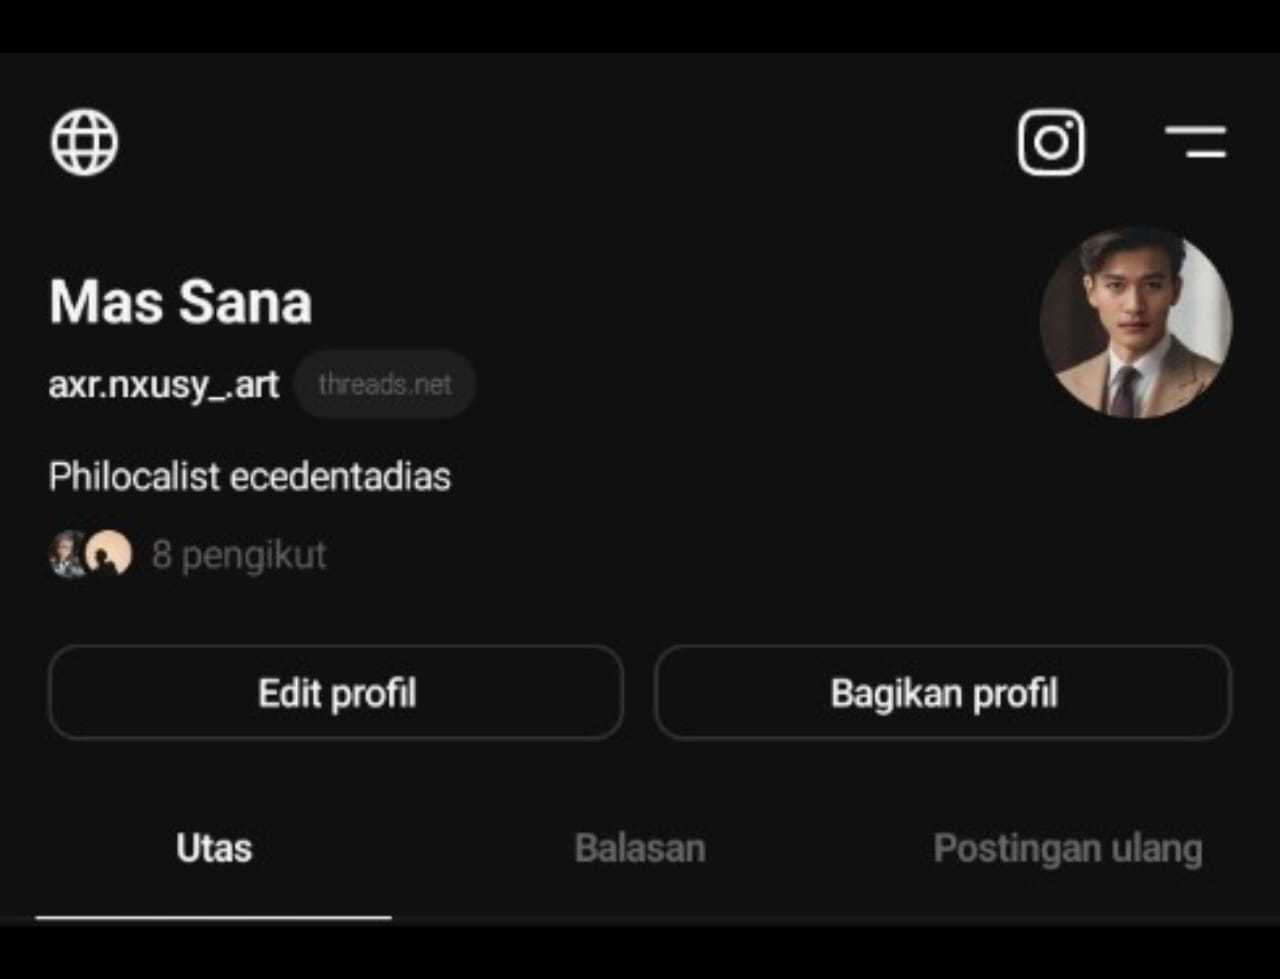 Mas Sana
axr.nxusy_.art threads.net
Philocalist ecedentadias
8 pengikut
Edit profil Bagikan profil
Utas Balasan Postingan ulang